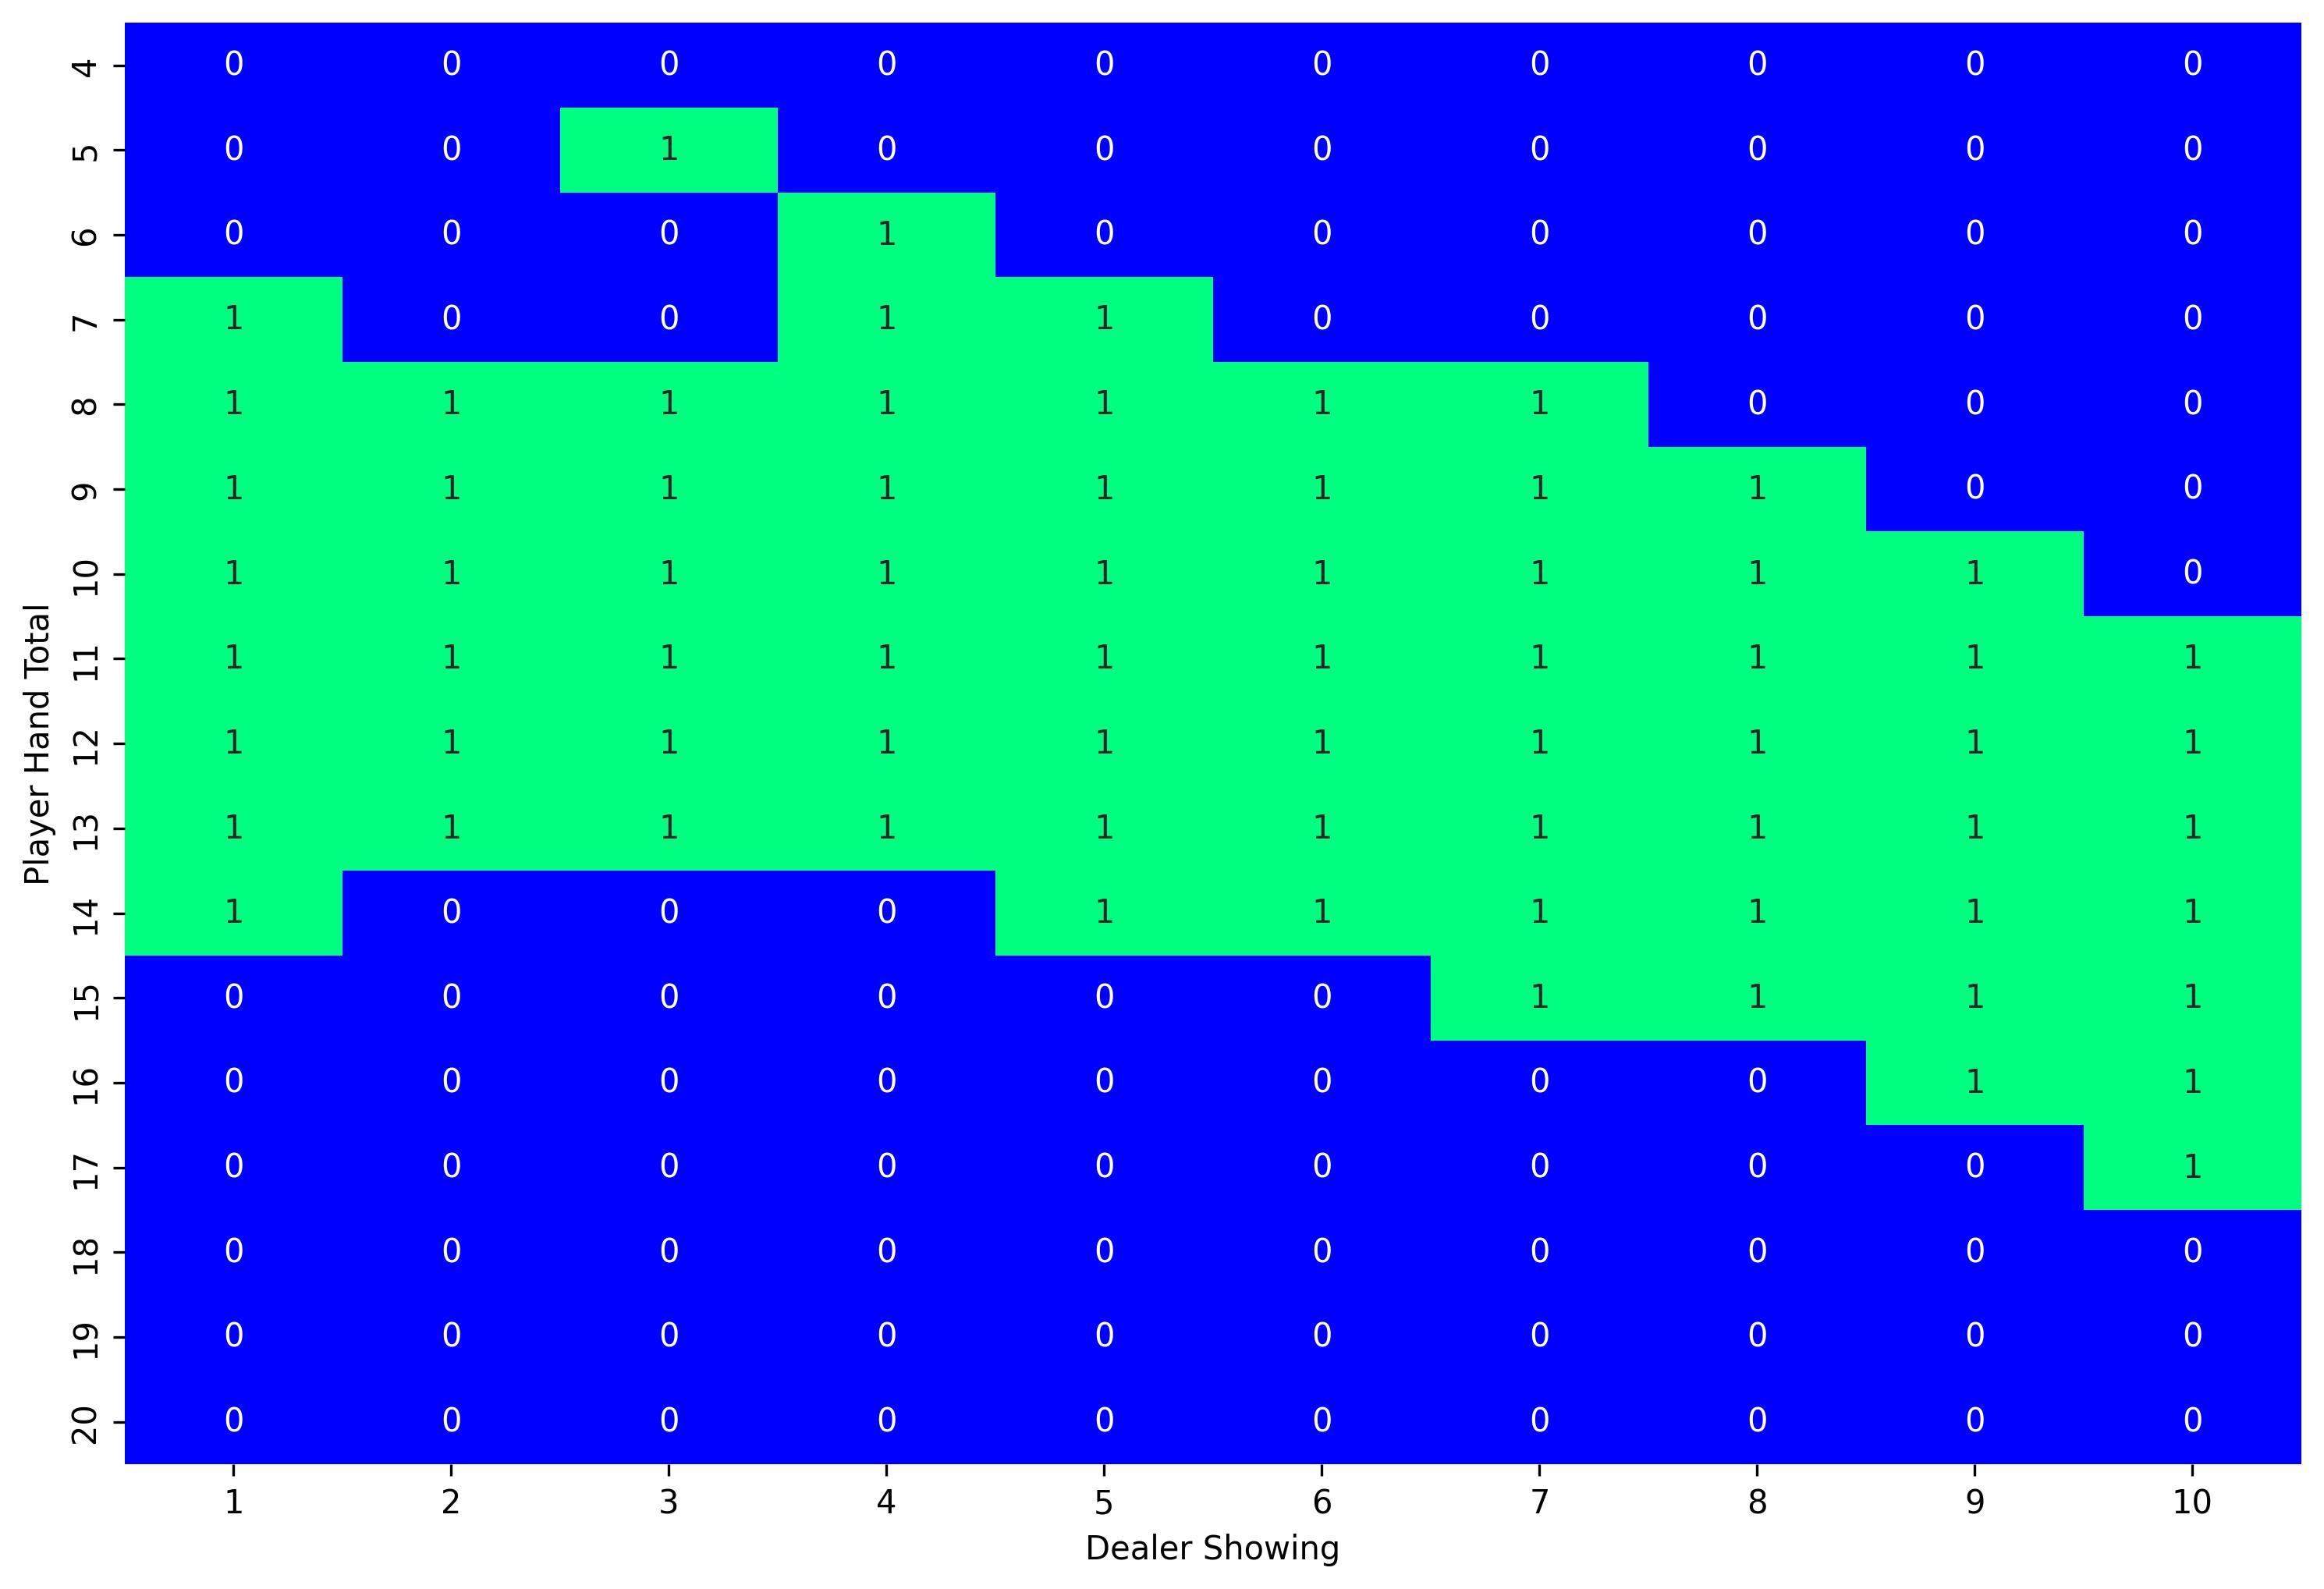 4 0 0 0 0 0 0 0 0 0 0
5 0 0 1 0 0 0 0 0 0 0
6 0 0 0 1 0 0 0 0 0 0
7 1 0 0 1 1 0 0 0 0 0
8 1 1 1 1 1 1 1 0 0 0
9 1 1 1 1 1 1 1 1 0 0
10 1 1 1 1 1 1 1 1 1 0
11 1 1 1 1 1 1 1 1 1 1
12 1 1 1 1 1 1 1 1 1 1
13 1 1 1 1 1 1 1 1 1 1
14 1 0 0 0 1 1 1 1 1 1
15 0 0 0 0 0 0 1 1 1 1
16 0 0 0 0 0 0 0 0 1 1
17 0 0 0 0 0 0 0 0 0 1
18 0 0 0 0 0 0 0 0 0 0
19 0 0 0 0 0 0 0 0 0 0
20 0 0 0 0 0 0 0 0 0 0
1 2 3 4 5 6 7 8 9 10
Dealer Showing
Player Hand Total